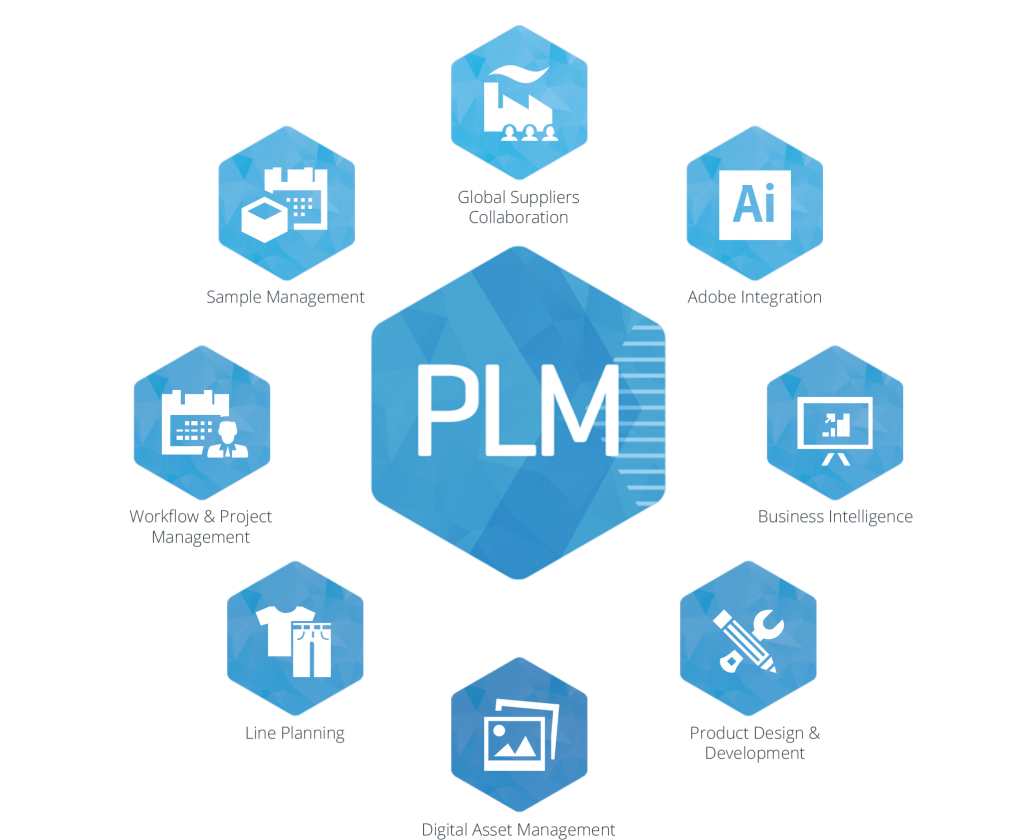 Global Suppliers
Collaboration
Sample Management
Ai
Adobe Integration
PLM
Workflow & Project
Management
Business Intelligence
Line Planning
Product Design &
Development
Digital Asset Management